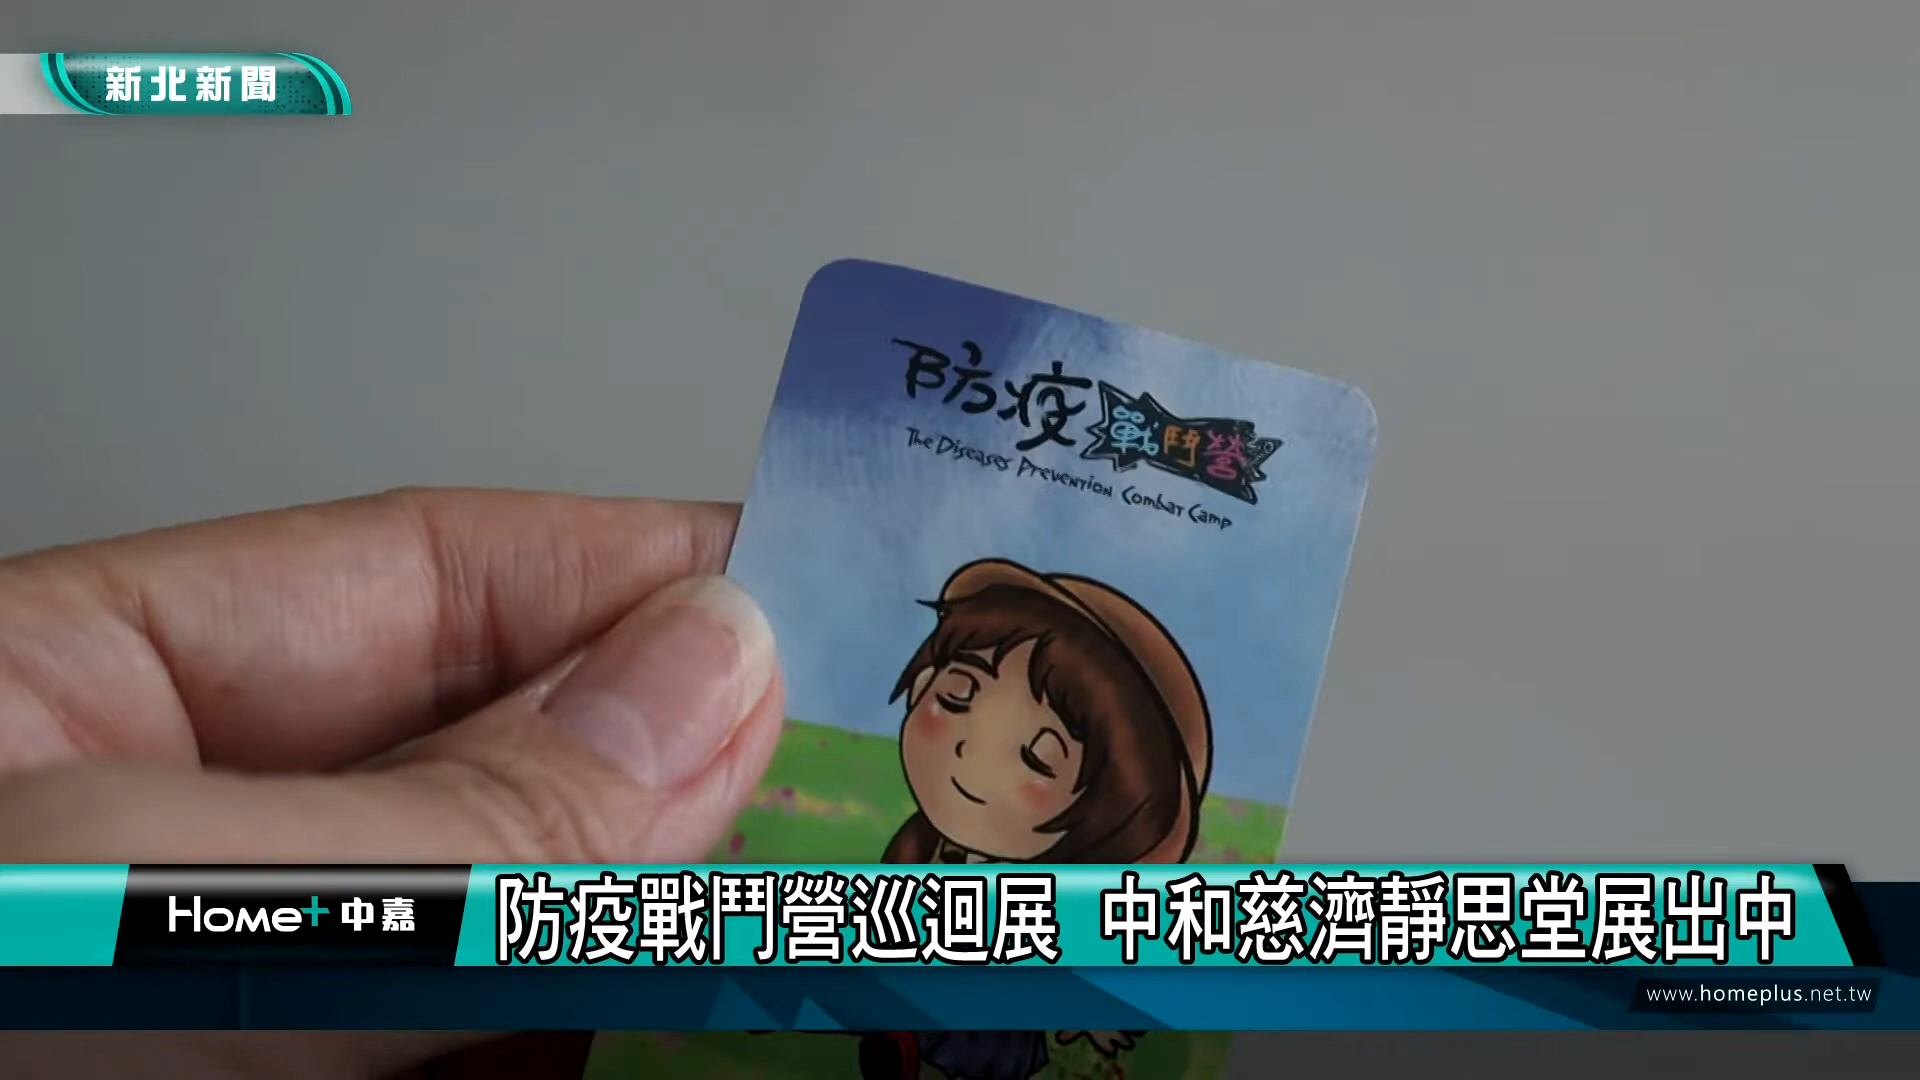 新北新聞
防疫戰鬥營2.0
The Diseases Prevention Combat Camp
Home+中嘉
防疫戰鬥營巡迴展 中和慈濟靜思堂展出中
www.homeplus.net.tw